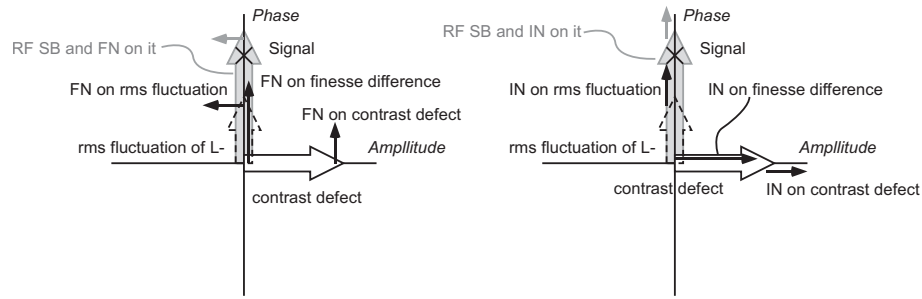 Phase
RF SB and FN on it
Signal
FN on finesse difference
FN on rms fluctuation
FN on contrast defect
rms fluctuation of L-
Ampllitude
contrast defect
Phase
RF SB and IN on it
Signal
IN on rms fluctuation
IN on finesse difference
rms fluctuation of L-
Ampllitude
contrast defect
IN on contrast defect